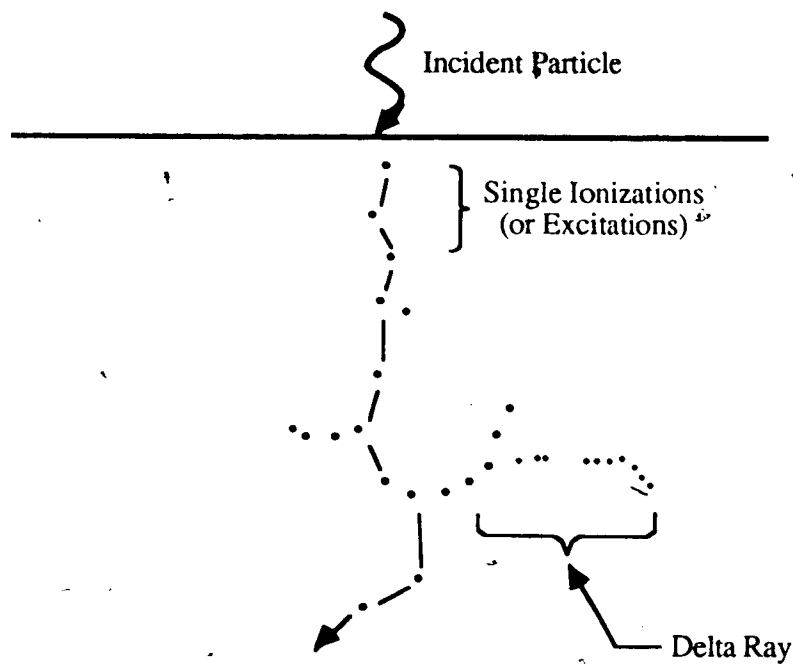 Incident Particle
Single Ionizations
(or Excitations)
Delta Ray